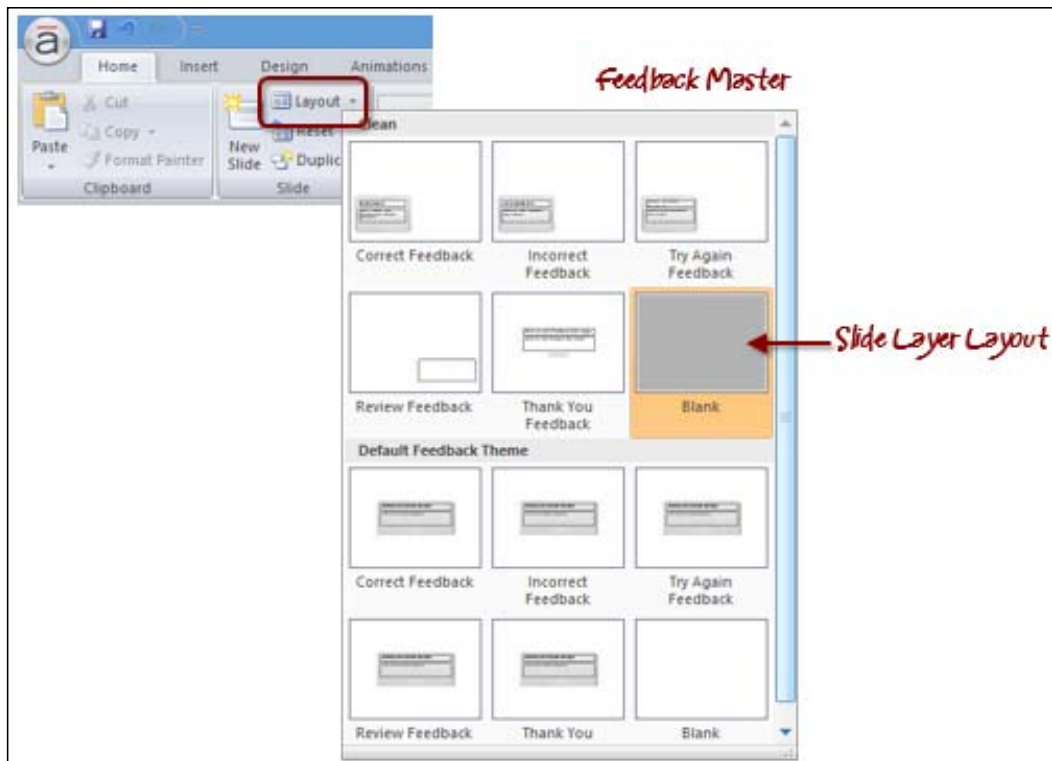 ā
Home Insert Design Animations
Feedback Master
Cut
Copy
Format Painter
Paste
Clipboard
New Slide
Layout
Reset
Duplic
Slide
Clean
Correct Feedback
Incorrect Feedback
Try Again Feedback
Review Feedback
Thank You Feedback
Blank
Slide Layer Layout
Default Feedback Theme
Correct Feedback
Incorrect Feedback
Try Again Feedback
Review Feedback
Thank You
Blank